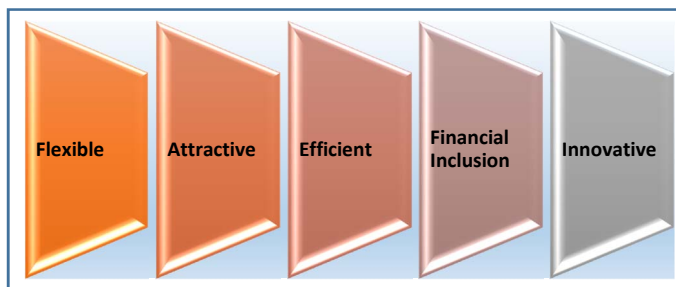 Flexible
Attractive
Efficient
Financial
Inclusion
Innovative